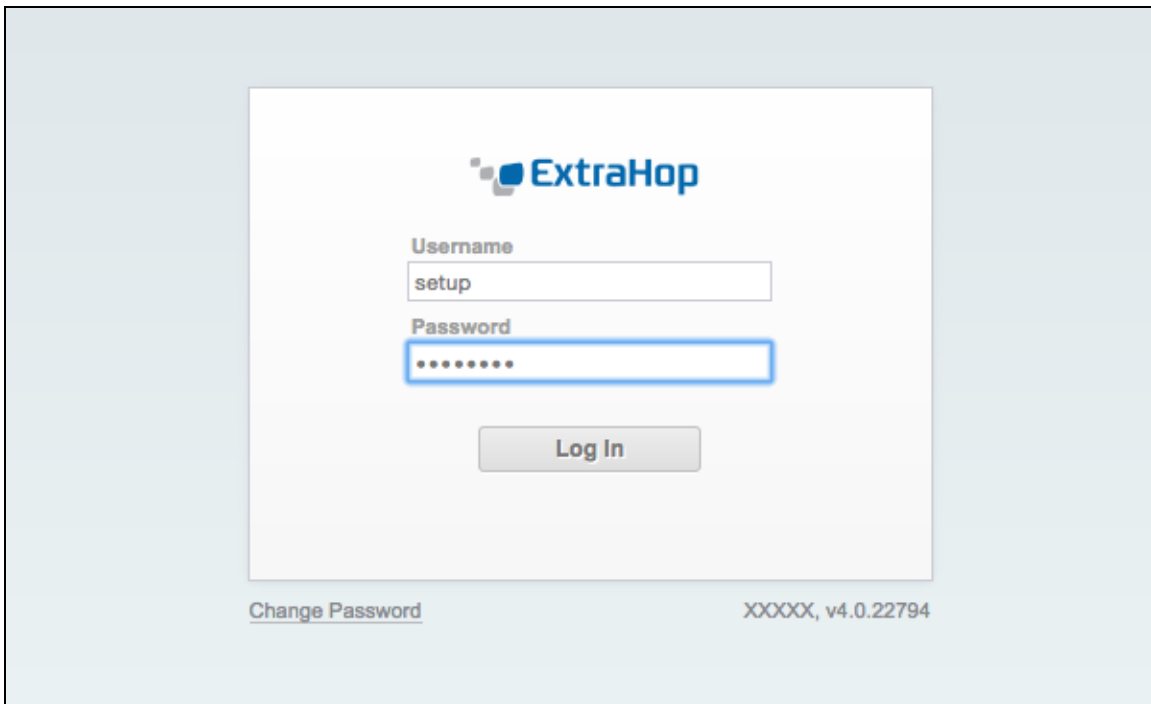 ExtraHop
Username
setup
Password
••••••••
Log In
Change Password
XXXXX, v4.0.22794